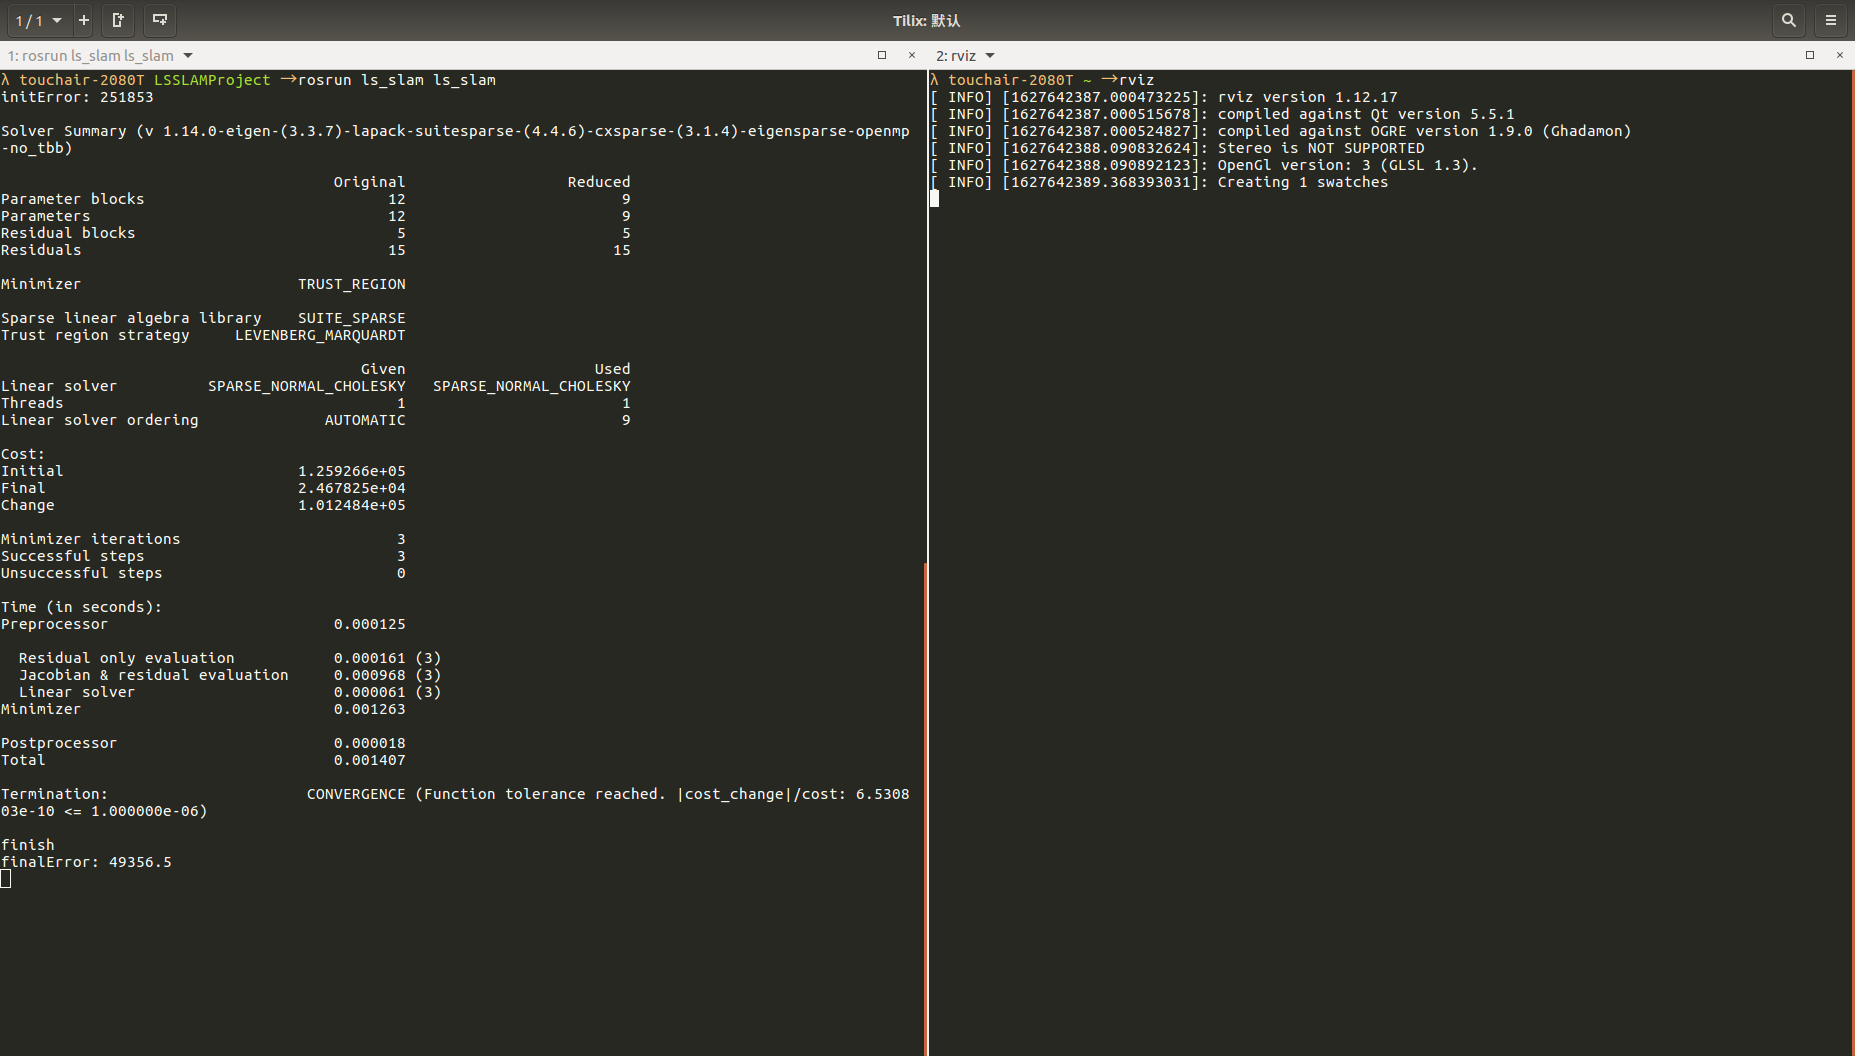 1 / 1
Tilix: 默认
1: rosrun ls_slam ls_slam
λ touchair-2080T LSSLAMProject →rosrun ls_slam ls_slam
initError: 251853
Solver Summary (v 1.14.0-eigen-(3.3.7)-lapack-suitesparse-(4.4.6)-cxsparse-(3.1.4)-eigensparse-openmp
-no_tbb)
Original Reduced
Parameter blocks 12 9
Parameters 12 9
Residual blocks 5 5
Residuals 15 15
Minimizer TRUST_REGION
Sparse linear algebra library SUITE_SPARSE
Trust region strategy LEVENBERG_MARQUARDT
Given Used
Linear solver SPARSE_NORMAL_CHOLESKY SPARSE_NORMAL_CHOLESKY
Threads 1 1
Linear solver ordering AUTOMATIC 9
Cost:
Initial 1.259266e+05
Final 2.467825e+04
Change 1.012484e+05
Minimizer iterations 3
Successful steps 3
Unsuccessful steps 0
Time (in seconds):
Preprocessor 0.000125
Residual only evaluation 0.000161 (3)
Jacobian & residual evaluation 0.000968 (3)
Linear solver 0.000061 (3)
Minimizer 0.001263
Postprocessor 0.000018
Total 0.001407
Termination: CONVERGENCE (Function tolerance reached. |cost_change|/cost: 6.5308
03e-10 <= 1.000000e-06)
finish
finalError: 49356.5
2: rviz
λ touchair-2080T ~ →rviz
[ INFO] [1627642387.000473225]: rviz version 1.12.17
[ INFO] [1627642387.000515678]: compiled against Qt version 5.5.1
[ INFO] [1627642387.000524827]: compiled against OGRE version 1.9.0 (Ghadamon)
[ INFO] [1627642388.090832624]: Stereo is NOT SUPPORTED
[ INFO] [1627642388.090892123]: OpenGl version: 3 (GLSL 1.3).
[ INFO] [1627642389.368393031]: Creating 1 swatches